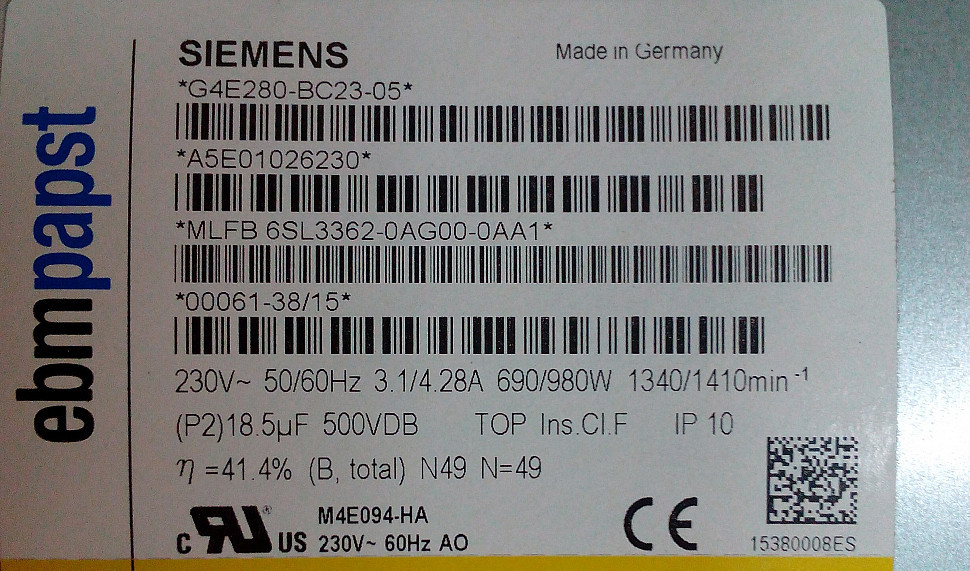 ebmpapst
SIEMENS Made in Germany
*G4E280-BC23-05*
*A5E01026230*
*MLFB 6SL3362-0AG00-0AA1*
*00061-38/15*
230V~ 50/60Hz 3.1/4.28A 690/980W 1340/1410min⁻¹
(P2)18.5µF 500VDB TOP Ins.Cl.F IP 10
η =41.4% (B, total) N49 N=49
c RU® US M4E094-HA
230V~ 60Hz AO
CE
15380008ES